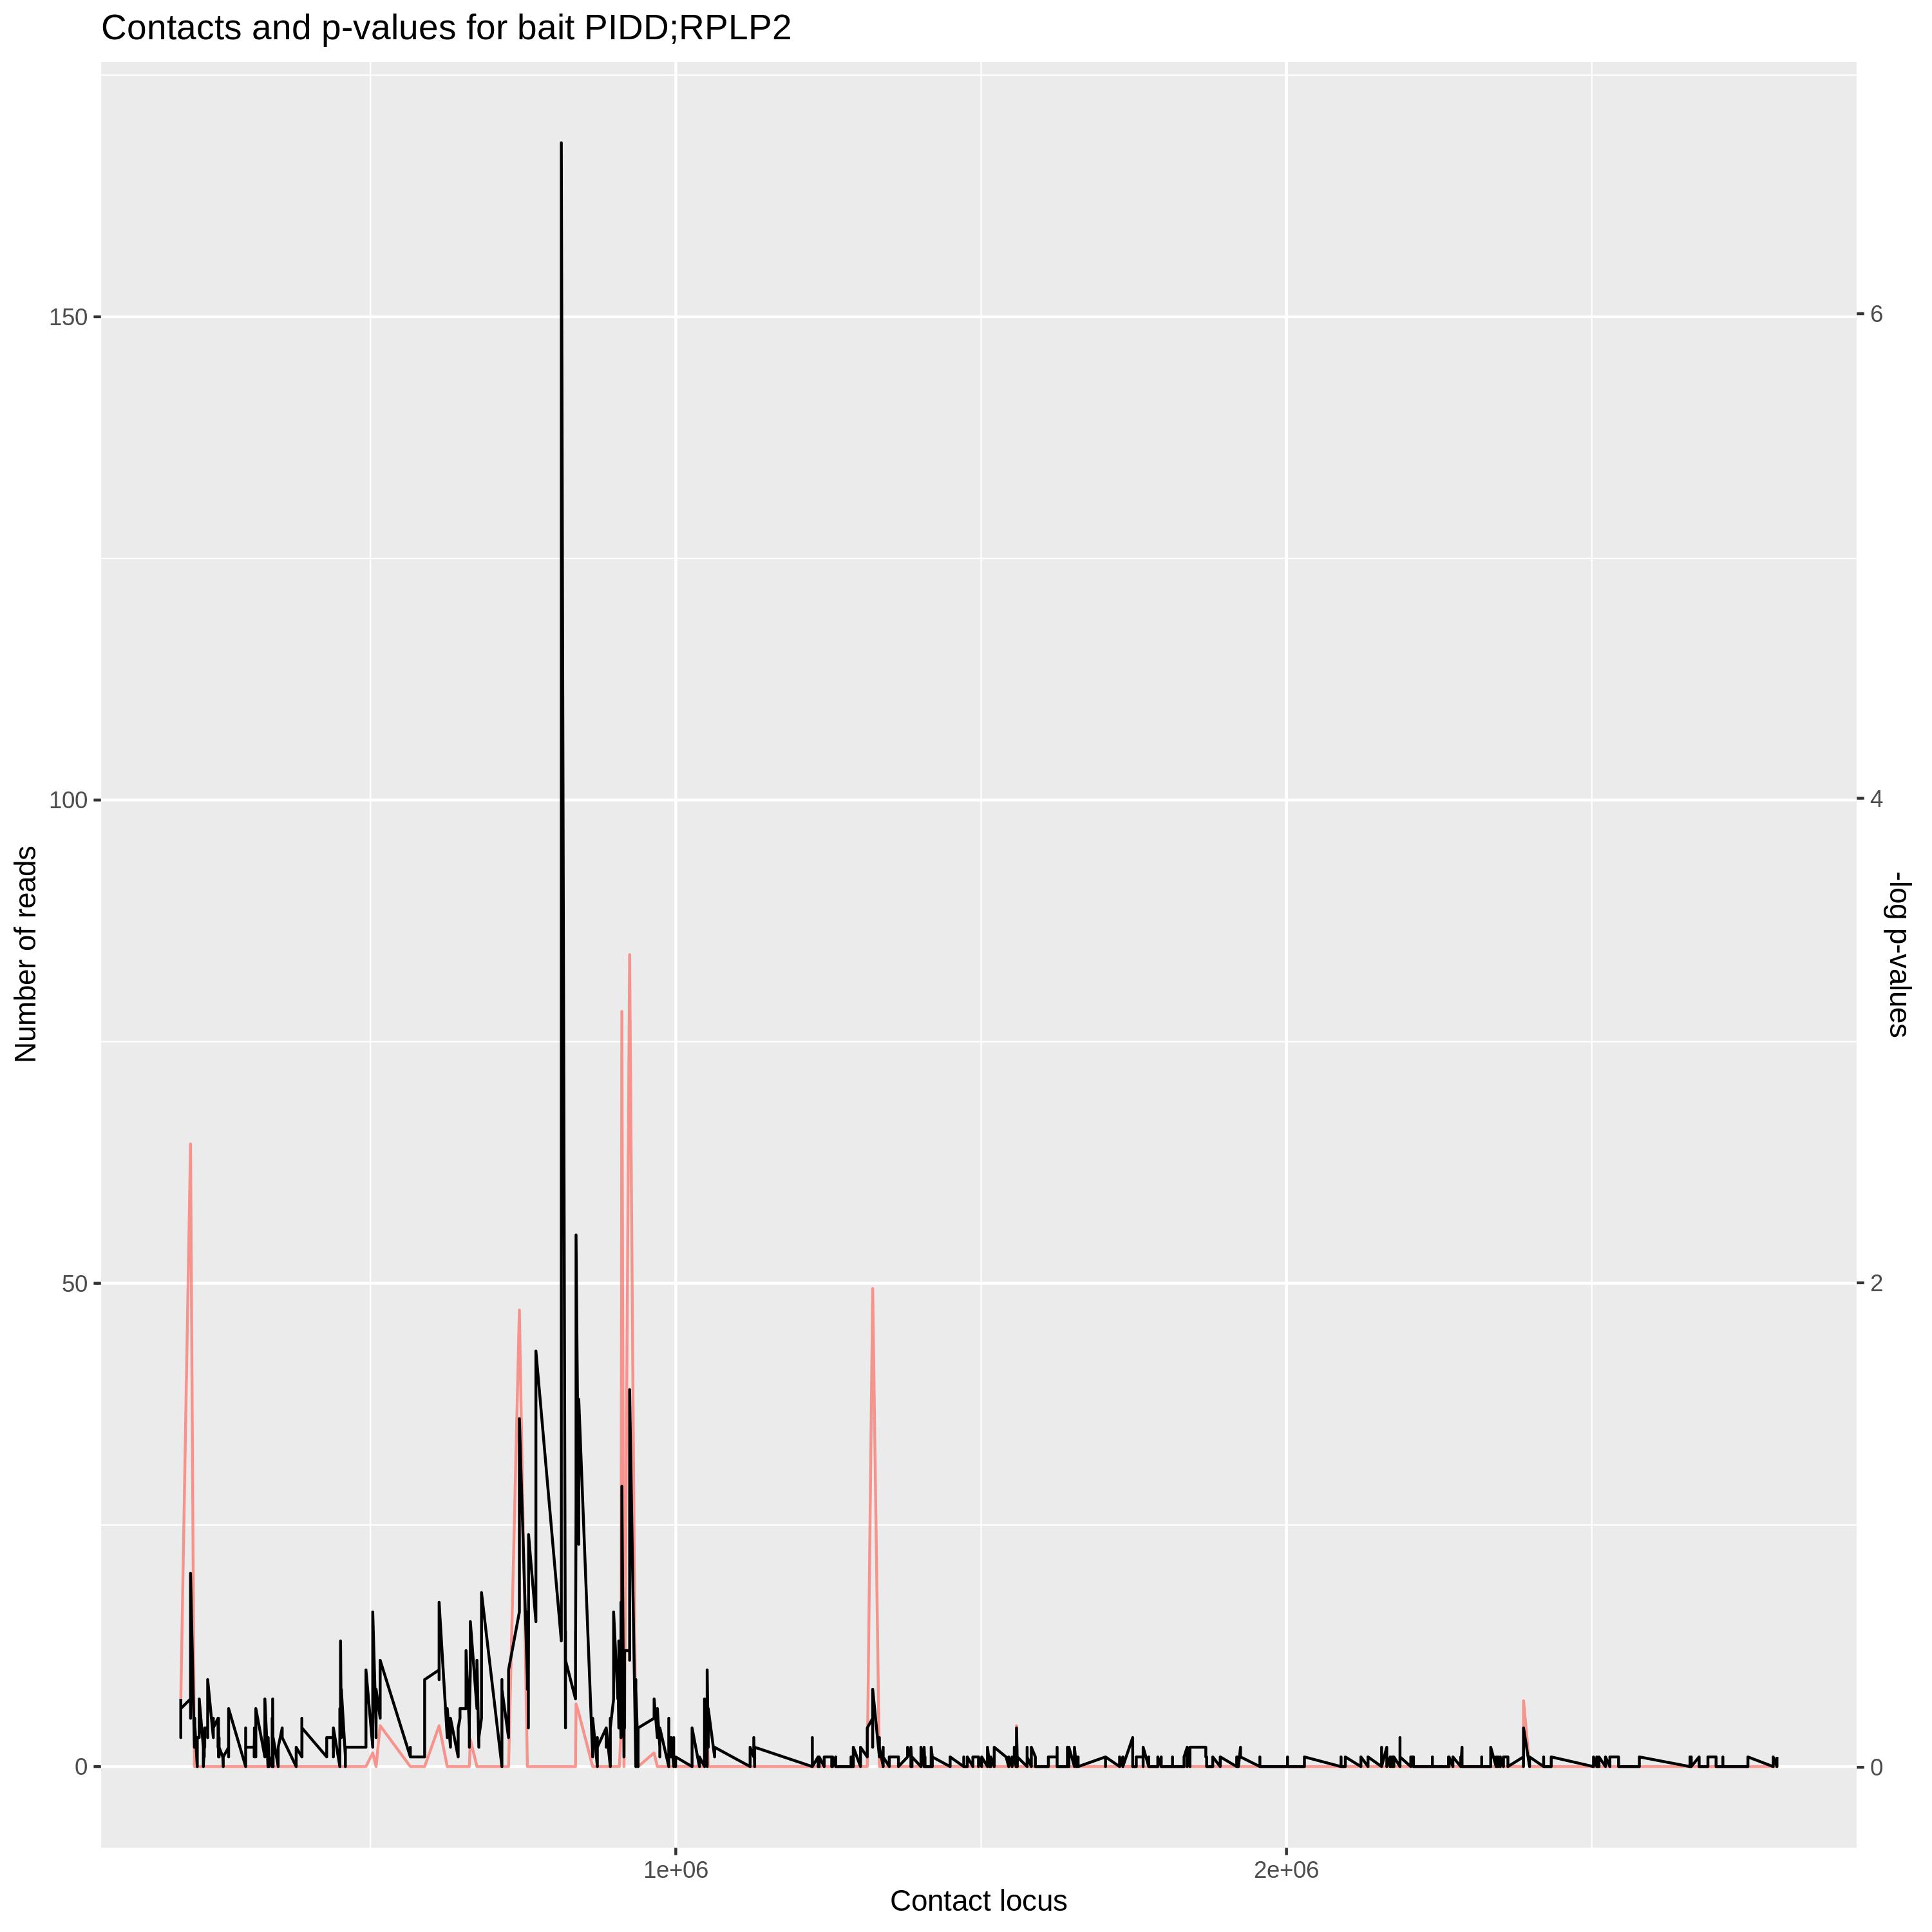 Contacts and p-values for bait PIDD;RPLP2
150
100
50
0
Number of reads
6
4
2
0
-log p-values
1e+06
2e+06
Contact locus